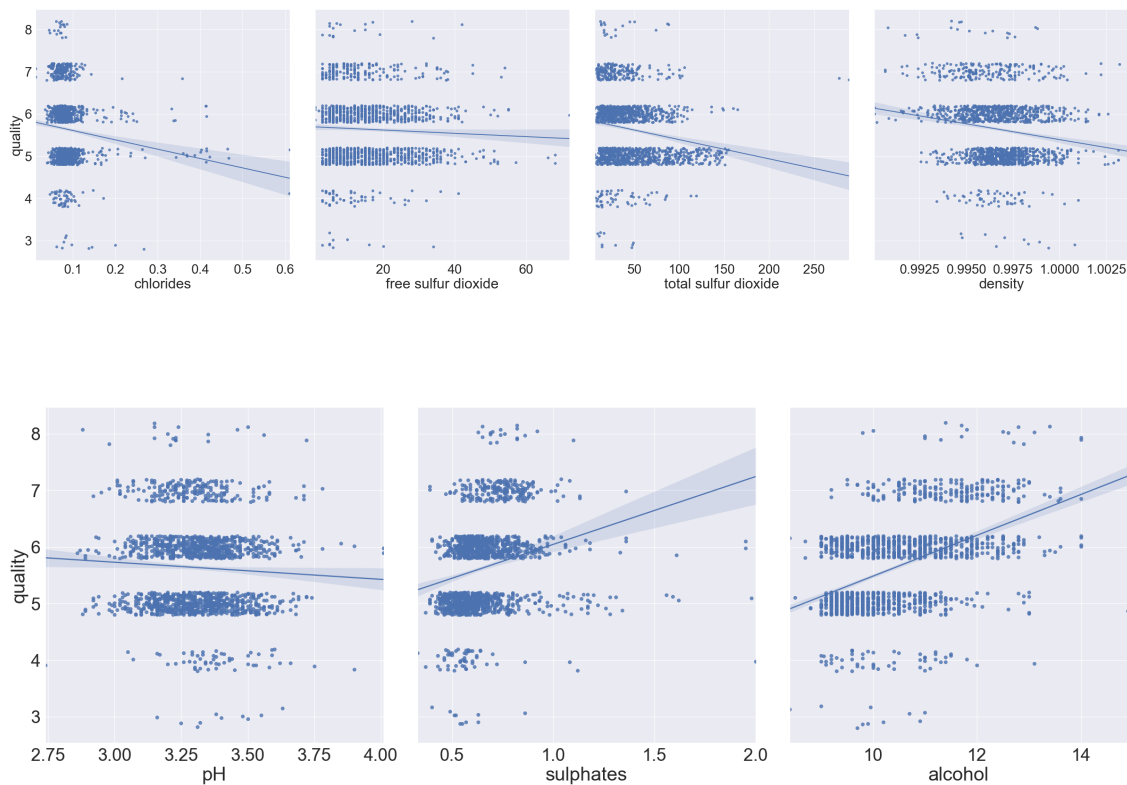 8
7
6
5
4
3
quality
0.1 0.2 0.3 0.4 0.5 0.6
chlorides
20 40 60
free sulfur dioxide
50 100 150 200 250
total sulfur dioxide
0.9925 0.9950 0.9975 1.0000 1.0025
density
8
7
6
5
4
3
quality
2.75 3.00 3.25 3.50 3.75 4.00
pH
0.5 1.0 1.5 2.0
sulphates
10 12 14
alcohol